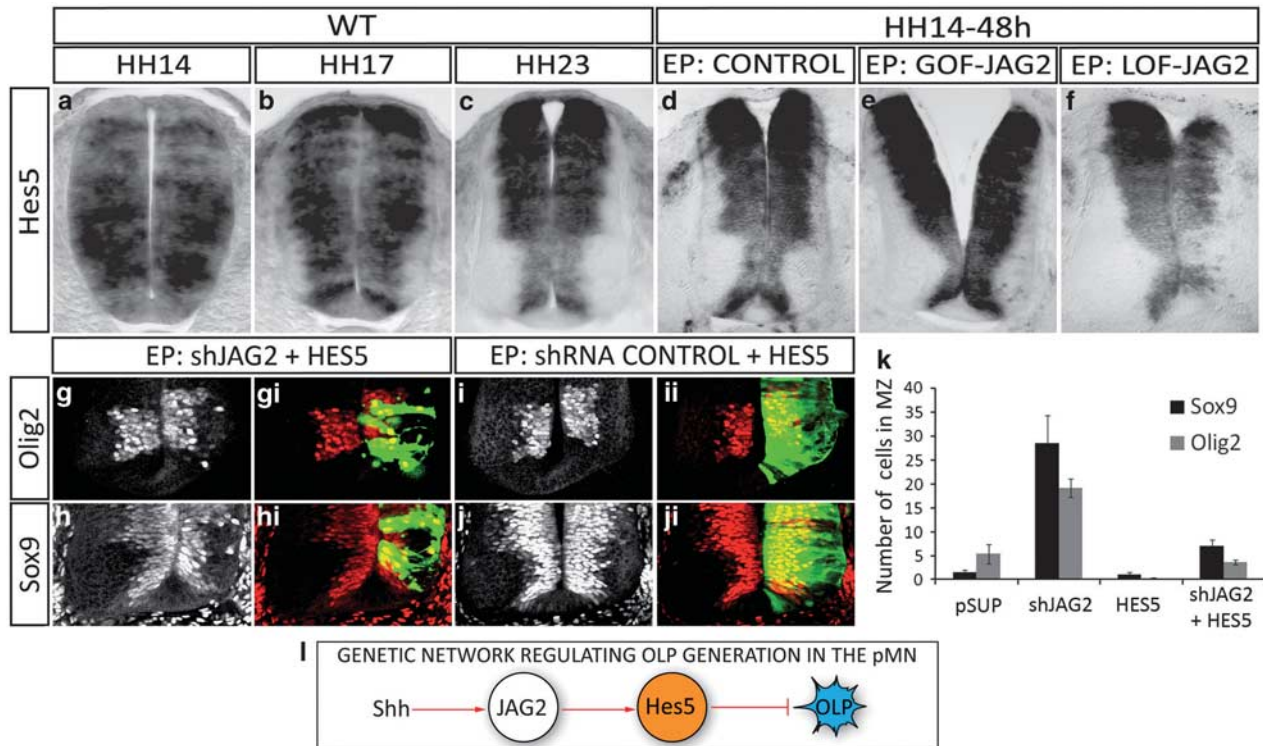 WT
HH14-48h
HH14
HH17
HH23
EP: CONTROL
EP: GOF-JAG2
EP: LOF-JAG2
Hes5
a
b
c
d
e
f
EP: shJAG2 + HES5
EP: shRNA CONTROL + HES5
Olig2
g
gi
i
ii
Sox9
h
hi
j
ji
k
Number of cells in MZ
40
35
30
25
20
15
10
5
0
Sox9
Olig2
pSUP
shJAG2
HES5
shJAG2
+ HES5
l
GENETIC NETWORK REGULATING OLP GENERATION IN THE pMN
Shh
JAG2
Hes5
OLP